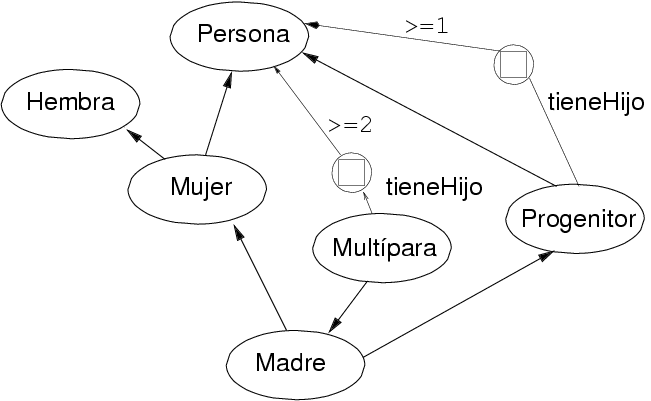 Persona
>=1
Hembra
tieneHijo
>=2
Mujer
tieneHijo
Progenitor
Multípara
Madre